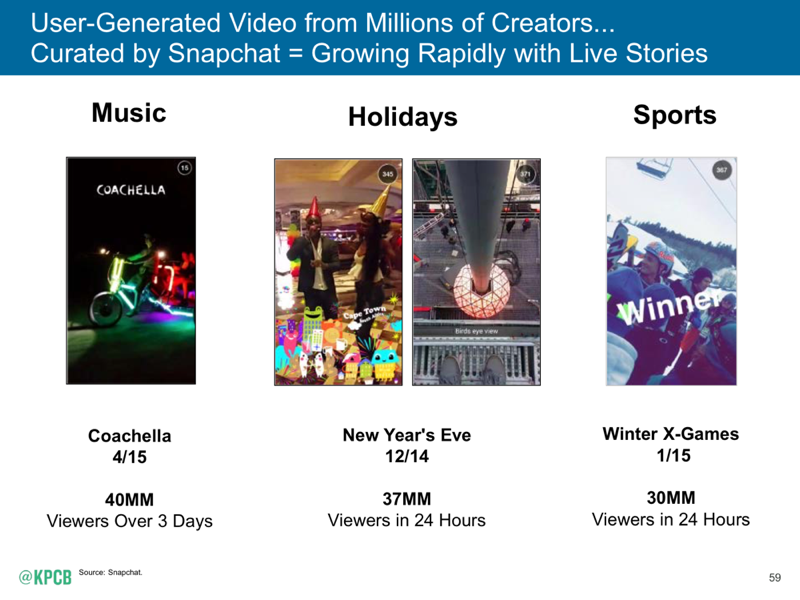 User-Generated Video from Millions of Creators...
Curated by Snapchat = Growing Rapidly with Live Stories
Music
Holidays
Sports
15
COACHELLA
345
Cape Town
371
Birds eye view
367
Winner
Coachella
4/15
40MM
Viewers Over 3 Days
New Year's Eve
12/14
37MM
Viewers in 24 Hours
Winter X-Games
1/15
30MM
Viewers in 24 Hours
@KPCB
Source: Snapchat.
59